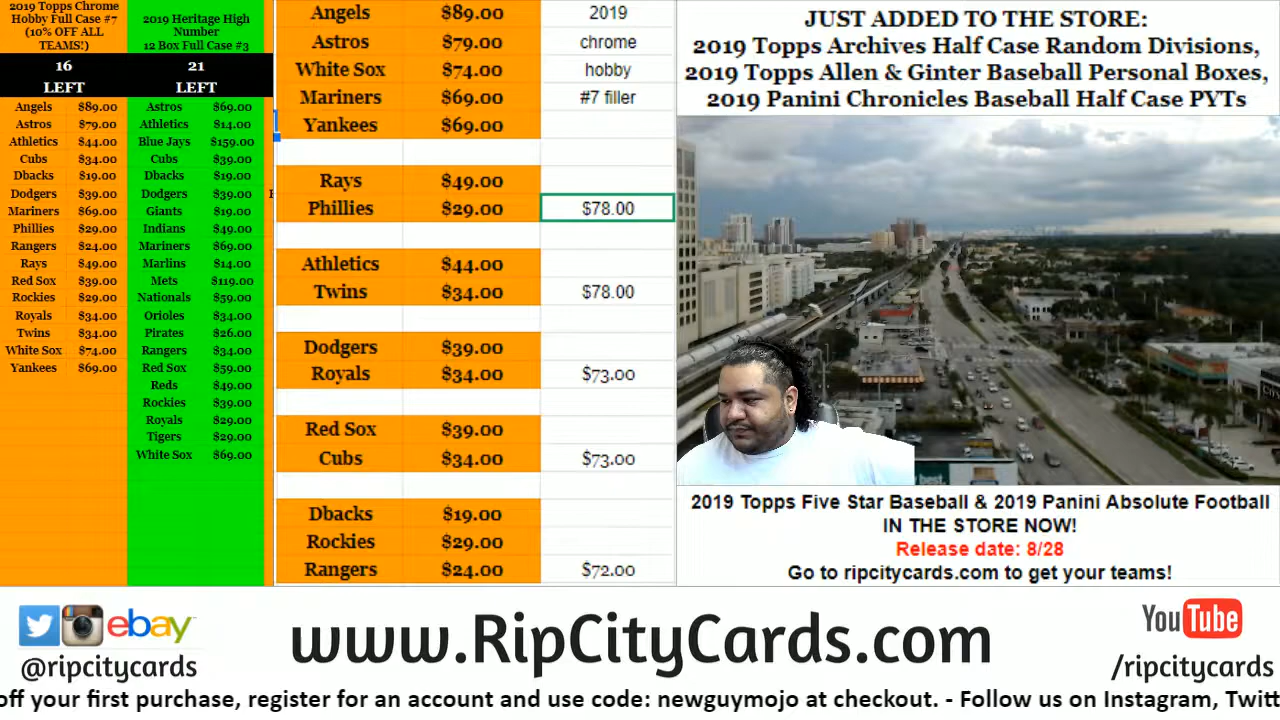 2019 Topps Chrome
Hobby Full Case #7
(10% OFF ALL
TEAMS!)
16
LEFT
Angels $89.00
Astros $79.00
Athletics $44.00
Cubs $34.00
Dbacks $19.00
Dodgers $39.00
Mariners $69.00
Phillies $29.00
Rangers $24.00
Rays $49.00
Red Sox $39.00
Rockies $29.00
Royals $34.00
Twins $34.00
White Sox $74.00
Yankees $69.00
2019 Heritage High
Number
12 Box Full Case #3
21
LEFT
Astros $69.00
Athletics $14.00
Blue Jays $159.00
Cubs $39.00
Dbacks $19.00
Dodgers $39.00
Giants $19.00
Indians $49.00
Mariners $69.00
Marlins $14.00
Mets $119.00
Nationals $59.00
Orioles $34.00
Pirates $26.00
Rangers $34.00
Red Sox $59.00
Reds $49.00
Rockies $39.00
Royals $29.00
Tigers $29.00
White Sox $69.00
Angels $89.00 2019
Astros $79.00 chrome
White Sox $74.00 hobby
Mariners $69.00 #7 filler
Yankees $69.00
Rays $49.00
Phillies $29.00 $78.00
Athletics $44.00
Twins $34.00 $78.00
Dodgers $39.00
Royals $34.00 $73.00
Red Sox $39.00
Cubs $34.00 $73.00
Dbacks $19.00
Rockies $29.00
Rangers $24.00 $72.00
JUST ADDED TO THE STORE:
2019 Topps Archives Half Case Random Divisions,
2019 Topps Allen & Ginter Baseball Personal Boxes,
2019 Panini Chronicles Baseball Half Case PYTs
2019 Topps Five Star Baseball & 2019 Panini Absolute Football
IN THE STORE NOW!
Release date: 8/28
Go to ripcitycards.com to get your teams!
ebay
@ripcitycards
www.RipCityCards.com
YouTube
/ripcitycards
off your first purchase, register for an account and use code: newguymojo at checkout. - Follow us on Instagram, Twitt